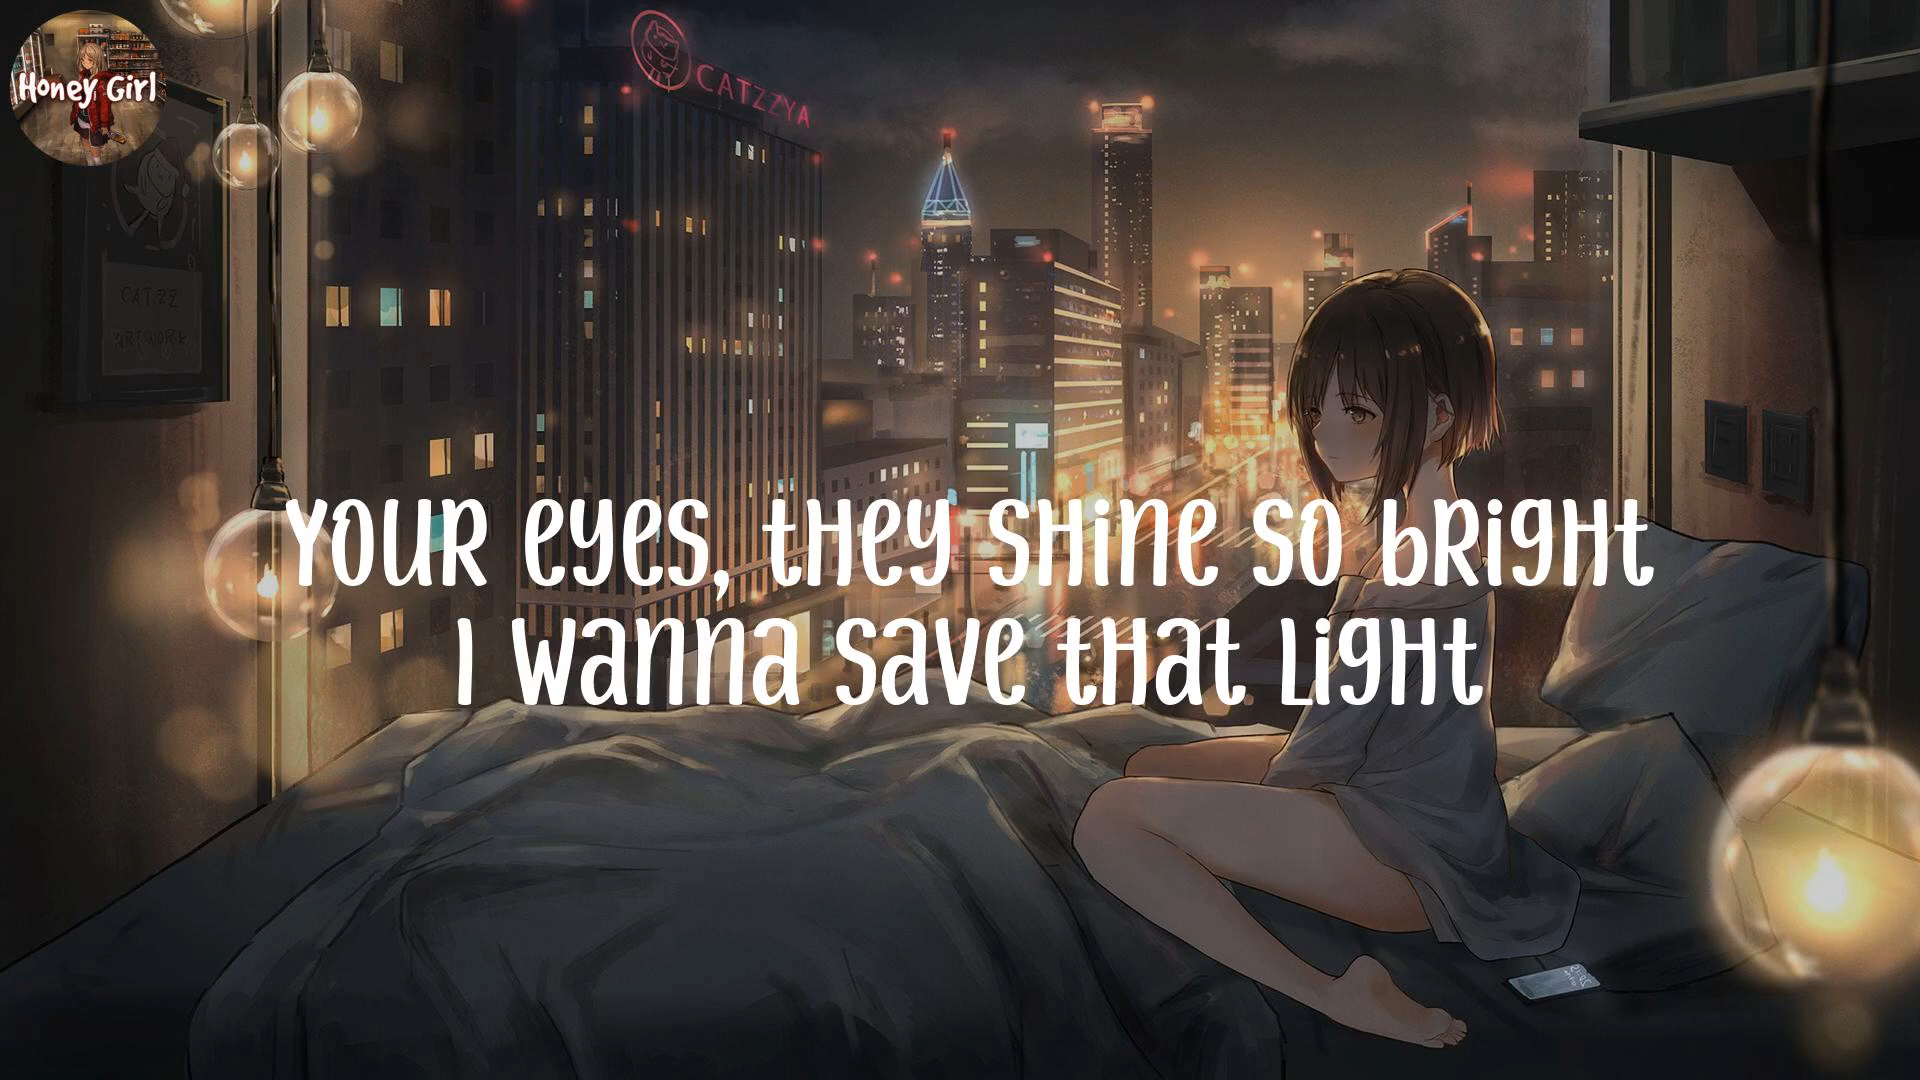 Honey Girl
CATZZYA
CATZZ
ARTWORK
Your eyes, they shine so bright
I wanna save that light